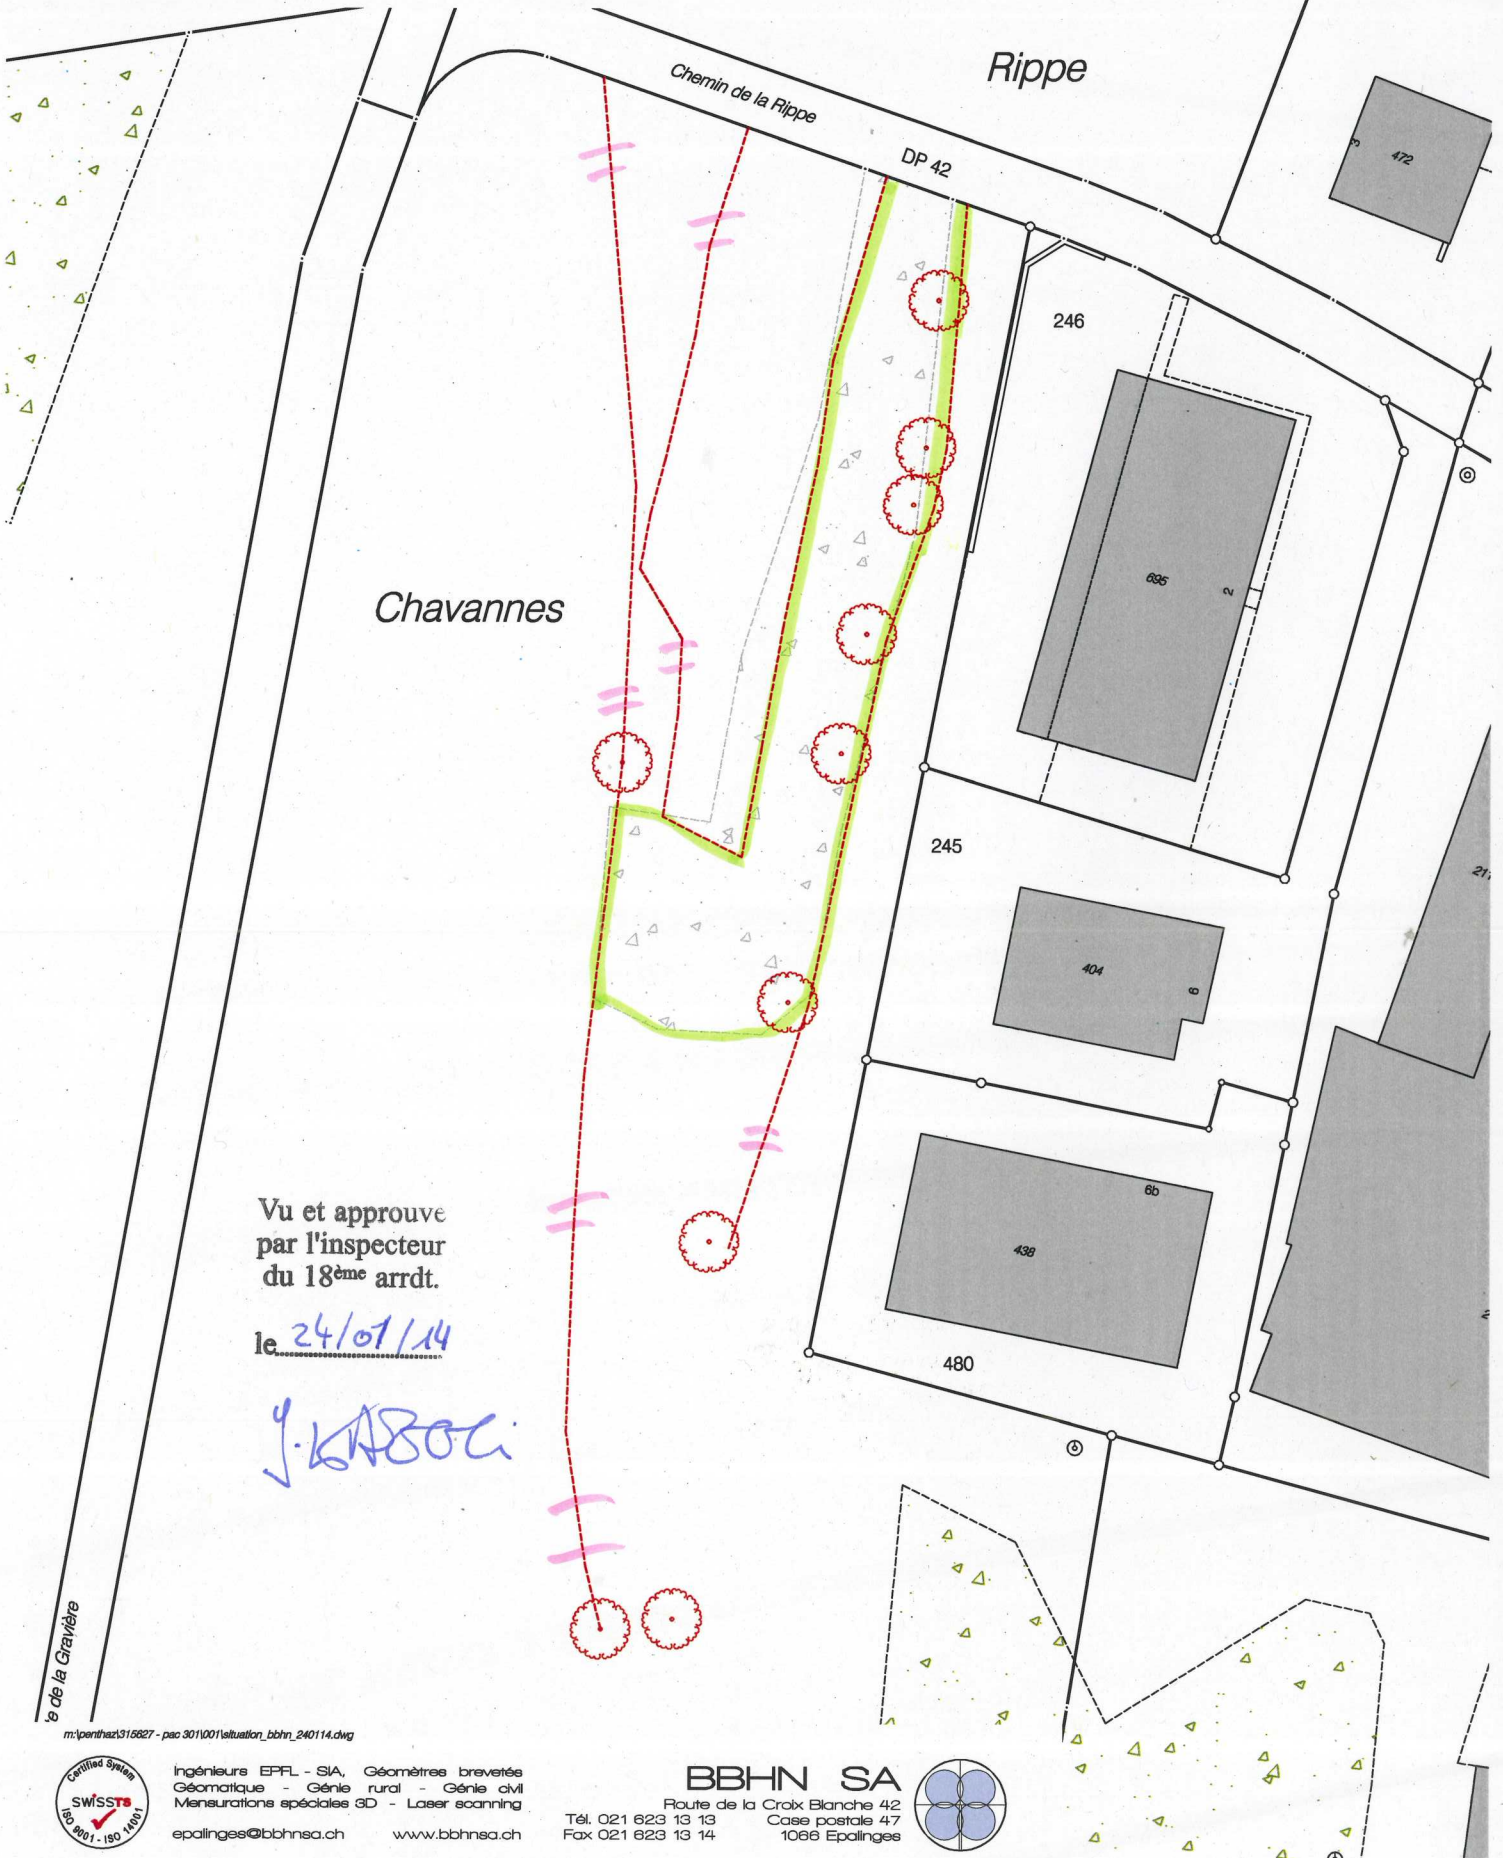 Rippe
Chemin de la Rippe
DP 42
3
472
246
695
2
Chavannes
245
211
404
6
6b
438
2
480
Vu et approuve
par l'inspecteur
du 18ème arrdt.
le 24/01/14
e de la Gravière
m:\penthaz\315627 - pac 301\001\situation_bbhn_240114.dwg
Certified System
SWiSSTS
ISO 9001 - ISO 14001
Ingénieurs EPFL - SIA, Géomètres brevetés
Géomatique - Génie rural - Génie civil
Mensurations spéciales 3D - Laser scanning
epalinges@bbhnsa.ch www.bbhnsa.ch
BBHN SA
Route de la Croix Blanche 42
Tél. 021 623 13 13 Case postale 47
Fax 021 623 13 14 1066 Epalinges